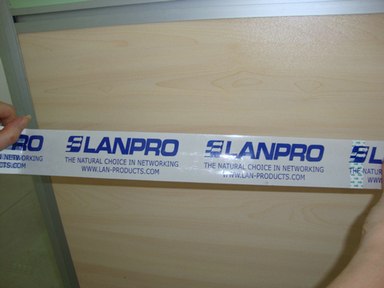 LANPRO
THE NATURAL CHOICE IN NETWORKING
WWW.LAN-PRODUCTS.COM
LANPRO
THE NATURAL CHOICE IN NETWORKING
WWW.LAN-PRODUCTS.COM